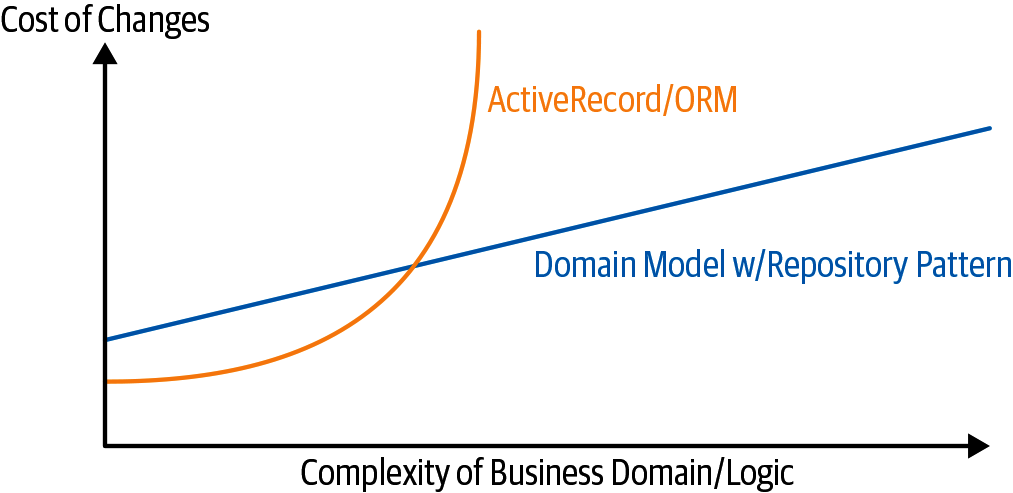 Cost of Changes
ActiveRecord/ORM
Domain Model w/Repository Pattern
Complexity of Business Domain/Logic